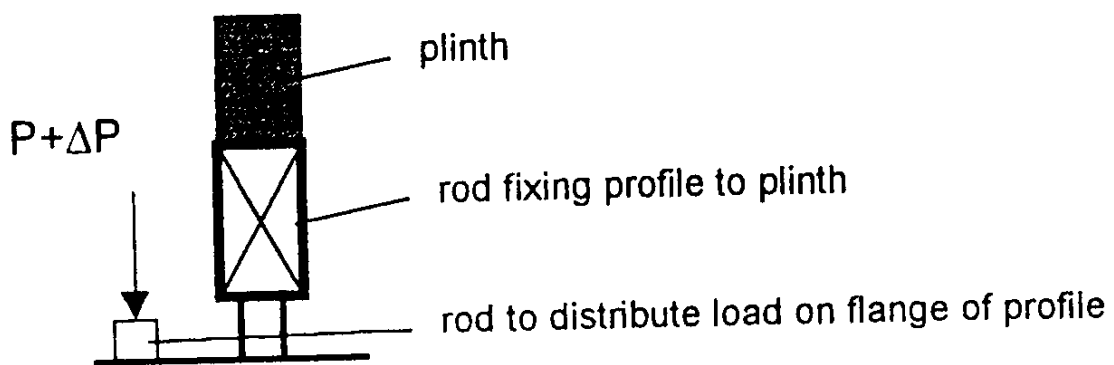 plinth
P+ΔP
rod fixing profile to plinth
rod to distribute load on flange of profile